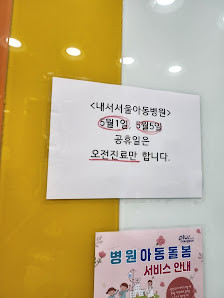 <내서서울아동병원>
5월1일, 5월5일
공휴일은
오전진료만 합니다.
병원아동돌봄
서비스 안내